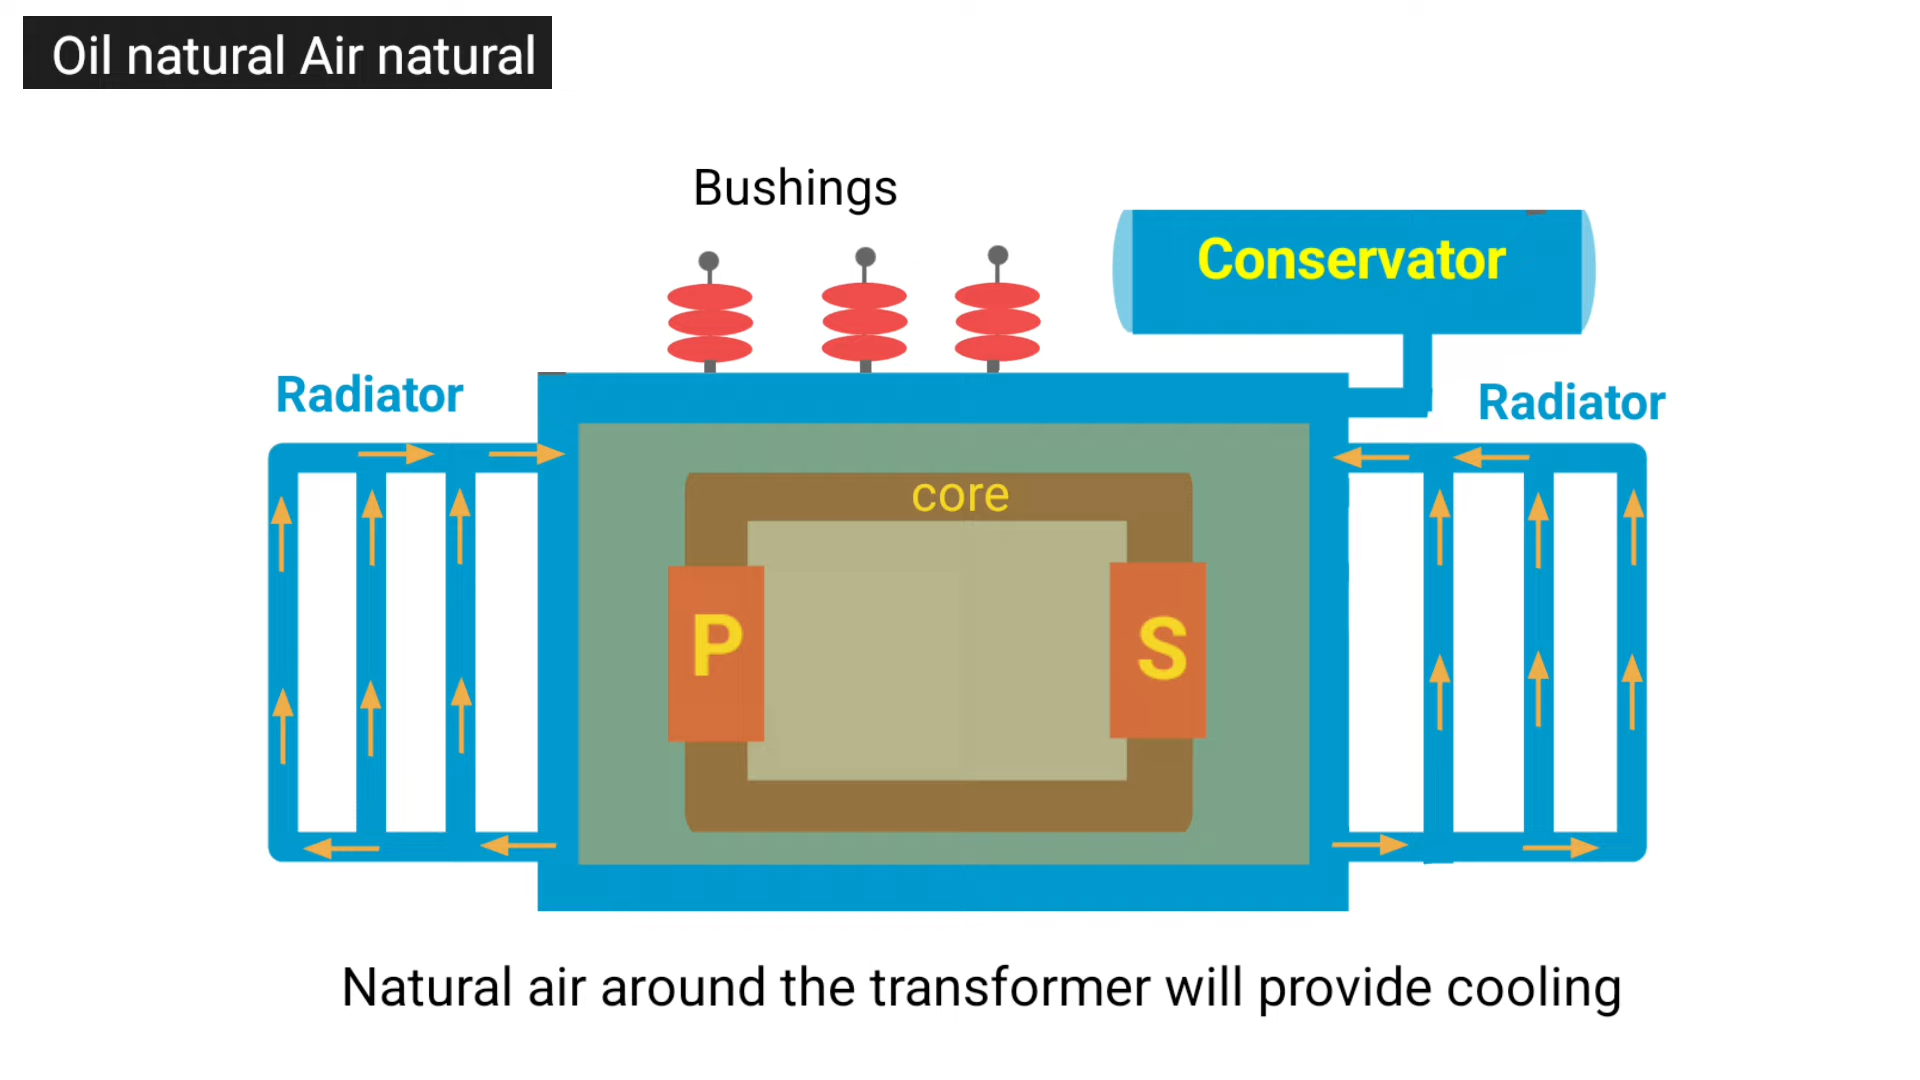 Oil natural Air natural
Bushings
Conservator
Radiator
Radiator
core
P
S
Natural air around the transformer will provide cooling